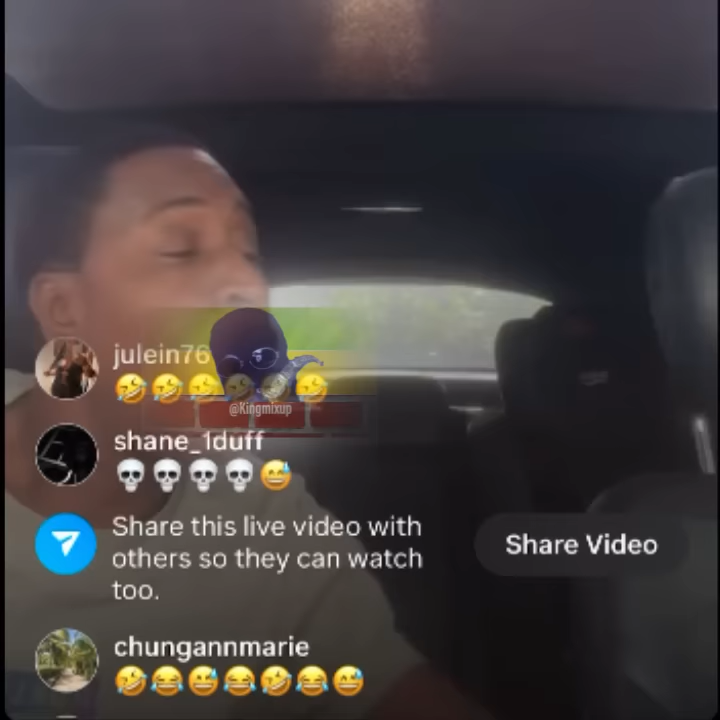 julein76
🤣🤣🤣🤣🤣🤣
@Kingmixup
shane_1duff
💀💀💀💀😅
Share this live video with
others so they can watch
too.
Share Video
chungannmarie
🤣😂😅😂🤣😂😅